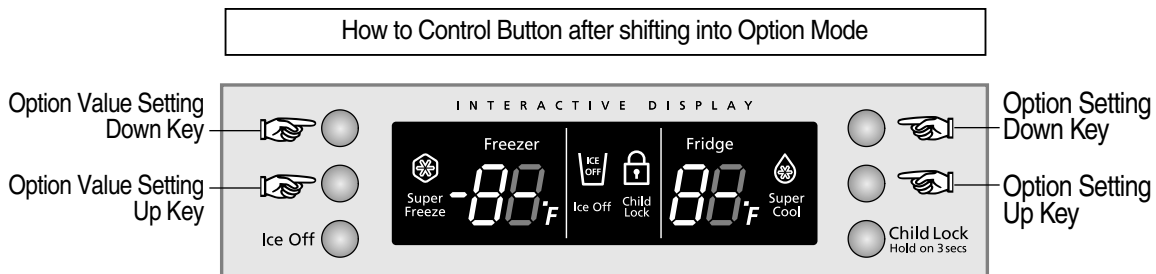 How to Control Button after shifting into Option Mode
INTERACTIVE DISPLAY
Option Value Setting
Down Key
Option Value Setting
Up Key
Ice Off
Freezer
Super
Freeze
-88°F
ICE
OFF
Ice Off
Child
Lock
Fridge
88°F
Super
Cool
Child Lock
Hold on 3 secs
Option Setting
Down Key
Option Setting
Up Key